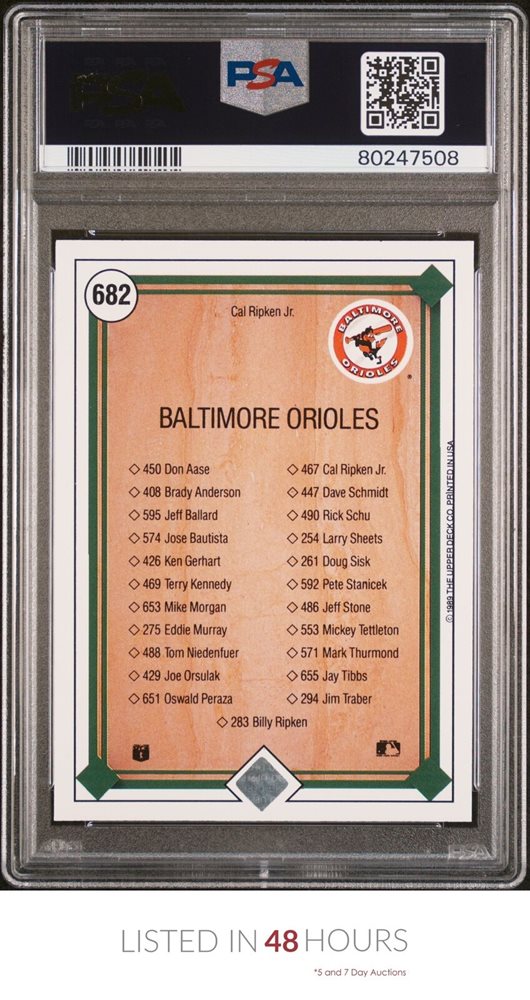 PSA
80247508
682
Cal Ripken Jr.
BALTIMORE
ORIOLES
®
BALTIMORE ORIOLES
◇ 450 Don Aase
◇ 408 Brady Anderson
◇ 595 Jeff Ballard
◇ 574 Jose Bautista
◇ 426 Ken Gerhart
◇ 469 Terry Kennedy
◇ 653 Mike Morgan
◇ 275 Eddie Murray
◇ 488 Tom Niedenfuer
◇ 429 Joe Orsulak
◇ 651 Oswald Peraza
◇ 467 Cal Ripken Jr.
◇ 447 Dave Schmidt
◇ 490 Rick Schu
◇ 254 Larry Sheets
◇ 261 Doug Sisk
◇ 592 Pete Stanicek
◇ 486 Jeff Stone
◇ 553 Mickey Tettleton
◇ 571 Mark Thurmond
◇ 655 Jay Tibbs
◇ 294 Jim Traber
◇ 283 Billy Ripken
© 1989 THE UPPER DECK CO. PRINTED IN USA
PSA
LISTED IN 48 HOURS
*5 and 7 Day Auctions